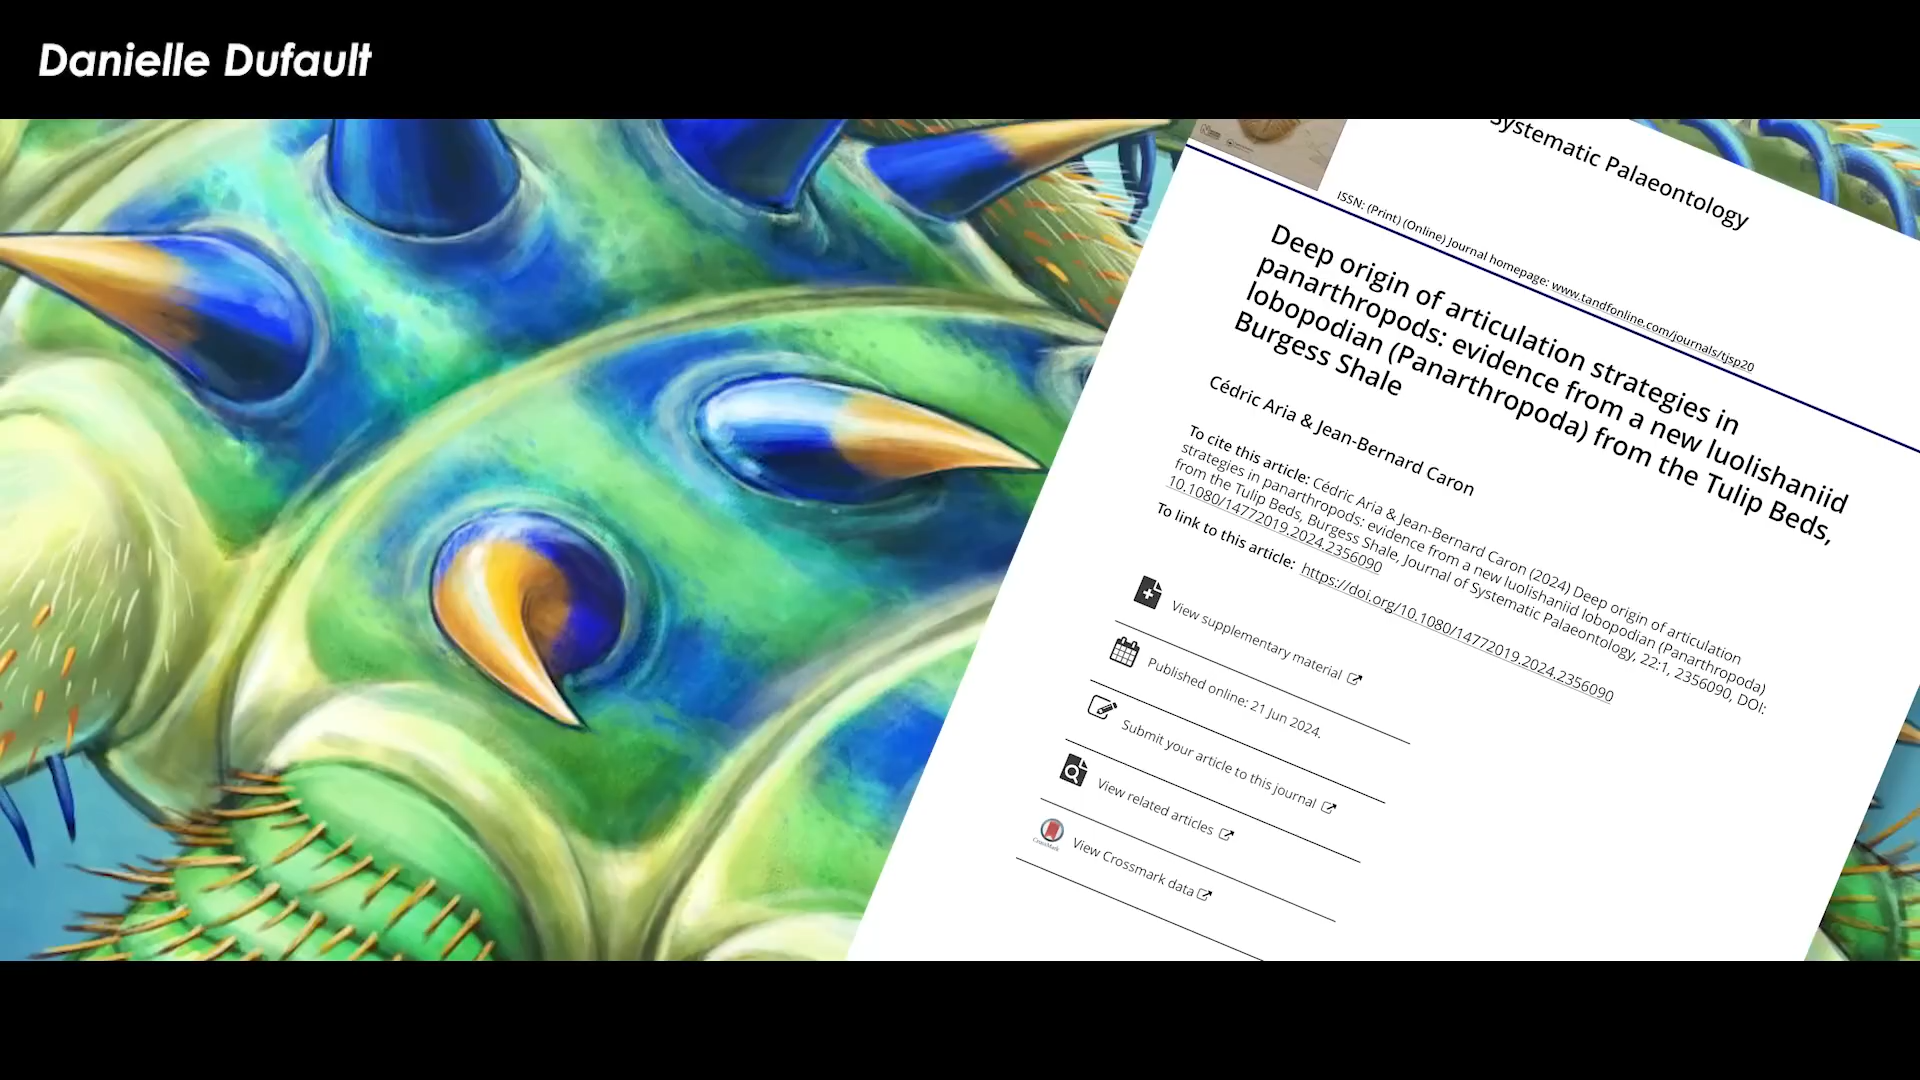 Danielle Dufault
Systematic Palaeontology
ISSN: (Print) (Online) Journal homepage: www.tandfonline.com/journals/tjsp20
Deep origin of articulation strategies in
panarthropods: evidence from a new luolishaniid
lobopodian (Panarthropoda) from the Tulip Beds,
Burgess Shale
Cédric Aria & Jean-Bernard Caron
To cite this article: Cédric Aria & Jean-Bernard Caron (2024) Deep origin of articulation
strategies in panarthropods: evidence from a new luolishaniid lobopodian (Panarthropoda)
from the Tulip Beds, Burgess Shale, Journal of Systematic Palaeontology, 22:1, 2356090, DOI:
10.1080/14772019.2024.2356090
To link to this article: https://doi.org/10.1080/14772019.2024.2356090
View supplementary material
Published online: 21 Jun 2024.
Submit your article to this journal
View related articles
View Crossmark data
CrossMark